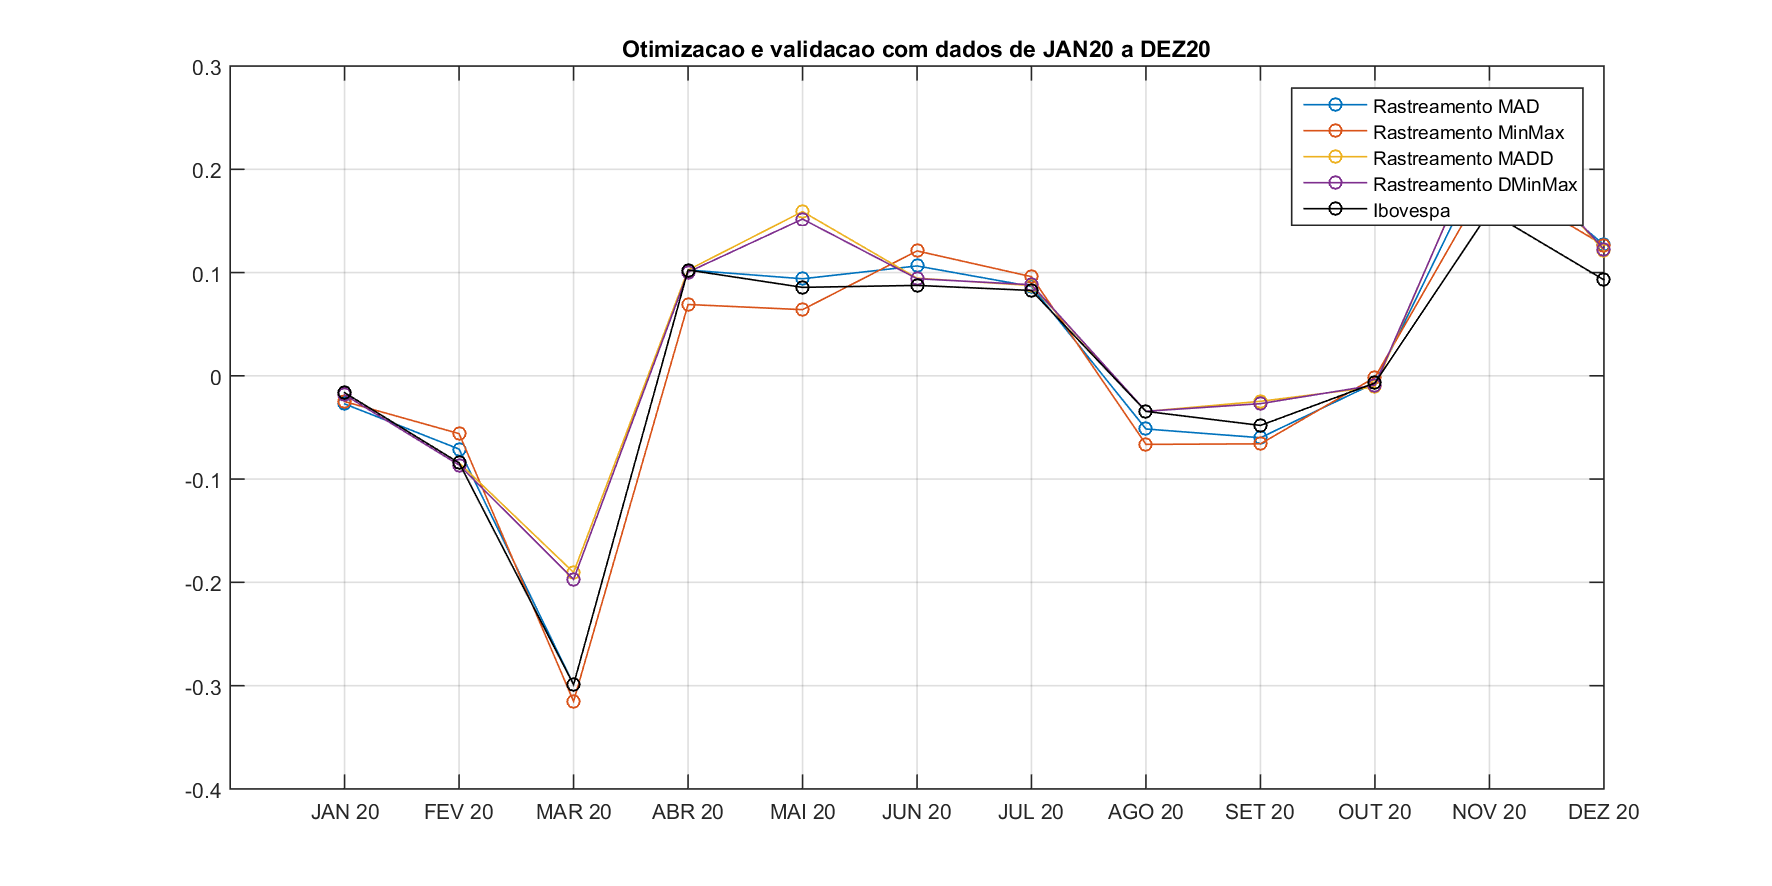 Otimizacao e validacao com dados de JAN20 a DEZ20
0.3
0.2
0.1
0
-0.1
-0.2
-0.3
-0.4
Rastreamento MAD
Rastreamento MinMax
Rastreamento MADD
Rastreamento DMinMax
Ibovespa
JAN 20 FEV 20 MAR 20 ABR 20 MAI 20 JUN 20 JUL 20 AGO 20 SET 20 OUT 20 NOV 20 DEZ 20